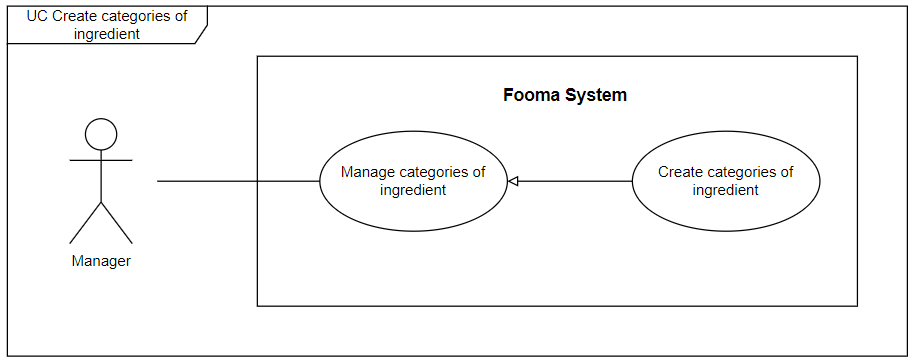 UC Create categories of
ingredient
Fooma System
Manage categories of
ingredient
Create categories of
ingredient
Manager